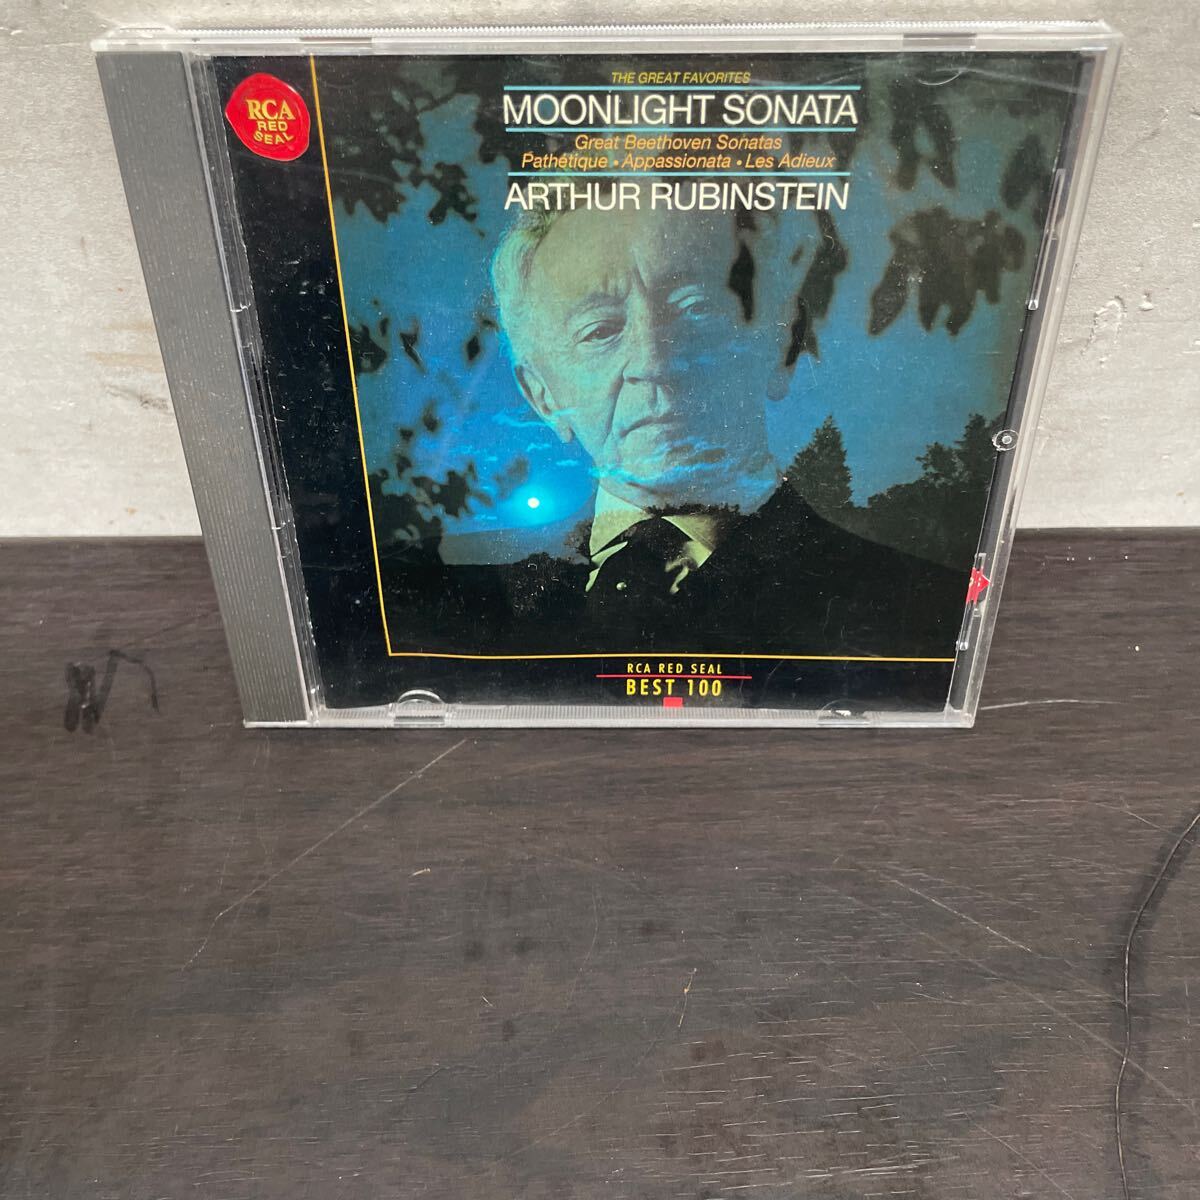 RCA
RED
SEAL
THE GREAT FAVORITES
MOONLIGHT SONATA
Great Beethoven Sonatas
Pathétique • Appassionata • Les Adieux
ARTHUR RUBINSTEIN
RCA RED SEAL
BEST 100